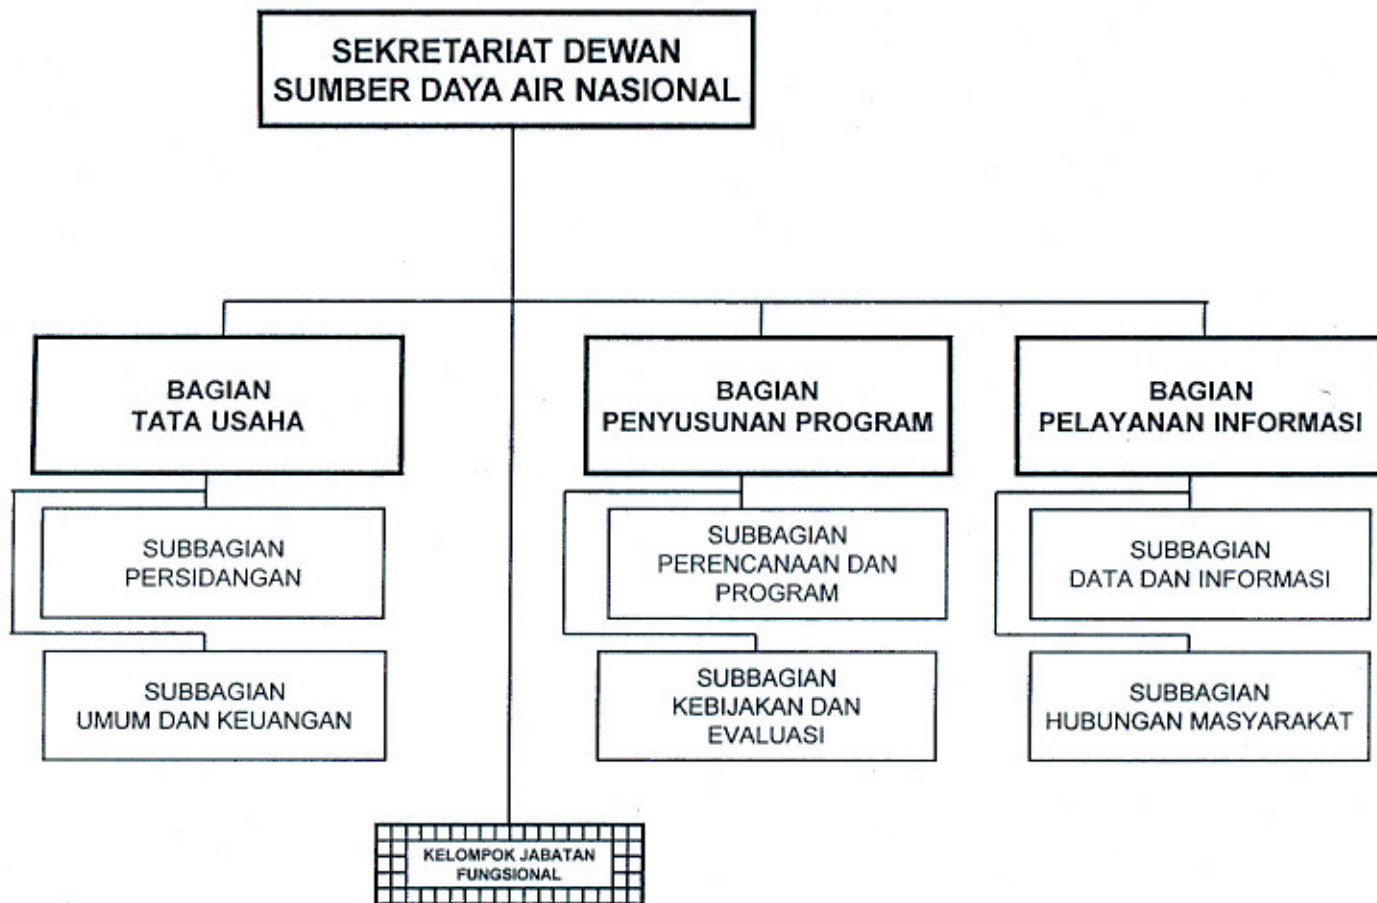 SEKRETARIAT DEWAN
SUMBER DAYA AIR NASIONAL
BAGIAN
TATA USAHA
BAGIAN
PENYUSUNAN PROGRAM
BAGIAN
PELAYANAN INFORMASI
SUBBAGIAN
PERSIDANGAN
SUBBAGIAN
PERENCANAAN DAN
PROGRAM
SUBBAGIAN
DATA DAN INFORMASI
SUBBAGIAN
UMUM DAN KEUANGAN
SUBBAGIAN
KEBIJAKAN DAN
EVALUASI
SUBBAGIAN
HUBUNGAN MASYARAKAT
KELOMPOK JABATAN
FUNGSIONAL